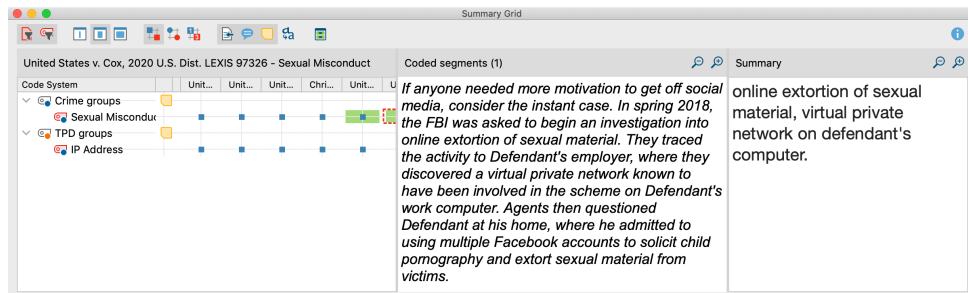 Summary Grid
United States v. Cox, 2020 U.S. Dist. LEXIS 97326 - Sexual Misconduct
Coded segments (1)
Summary
Code System
Unit...
Unit...
Unit...
Chri...
Unit...
U
Crime groups
Sexual Misconduc
TPD groups
IP Address
If anyone needed more motivation to get off social
media, consider the instant case. In spring 2018,
the FBI was asked to begin an investigation into
online extortion of sexual material. They traced
the activity to Defendant's employer, where they
discovered a virtual private network known to
have been involved in the scheme on Defendant's
work computer. Agents then questioned
Defendant at his home, where he admitted to
using multiple Facebook accounts to solicit child
pornography and extort sexual material from
victims.
online extortion of sexual
material, virtual private
network on defendant's
computer.